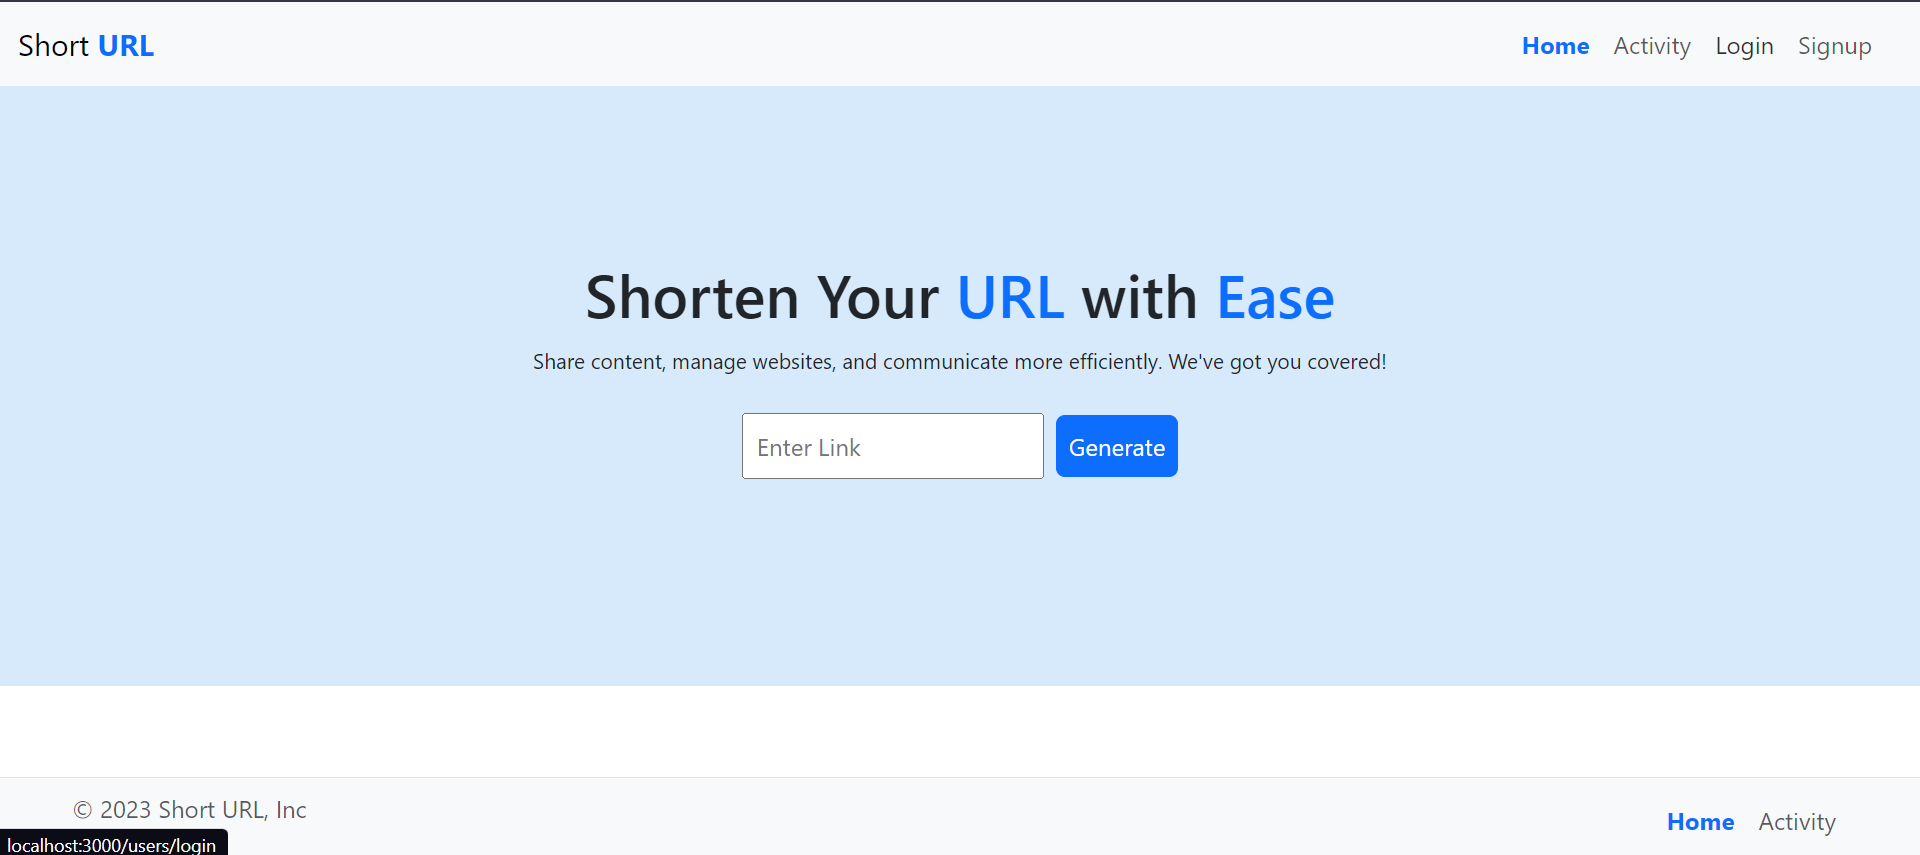 Short URL
Home Activity Login Signup
Shorten Your URL with Ease
Share content, manage websites, and communicate more efficiently. We've got you covered!
Enter Link
Generate
© 2023 Short URL, Inc
Home Activity
localhost:3000/users/login